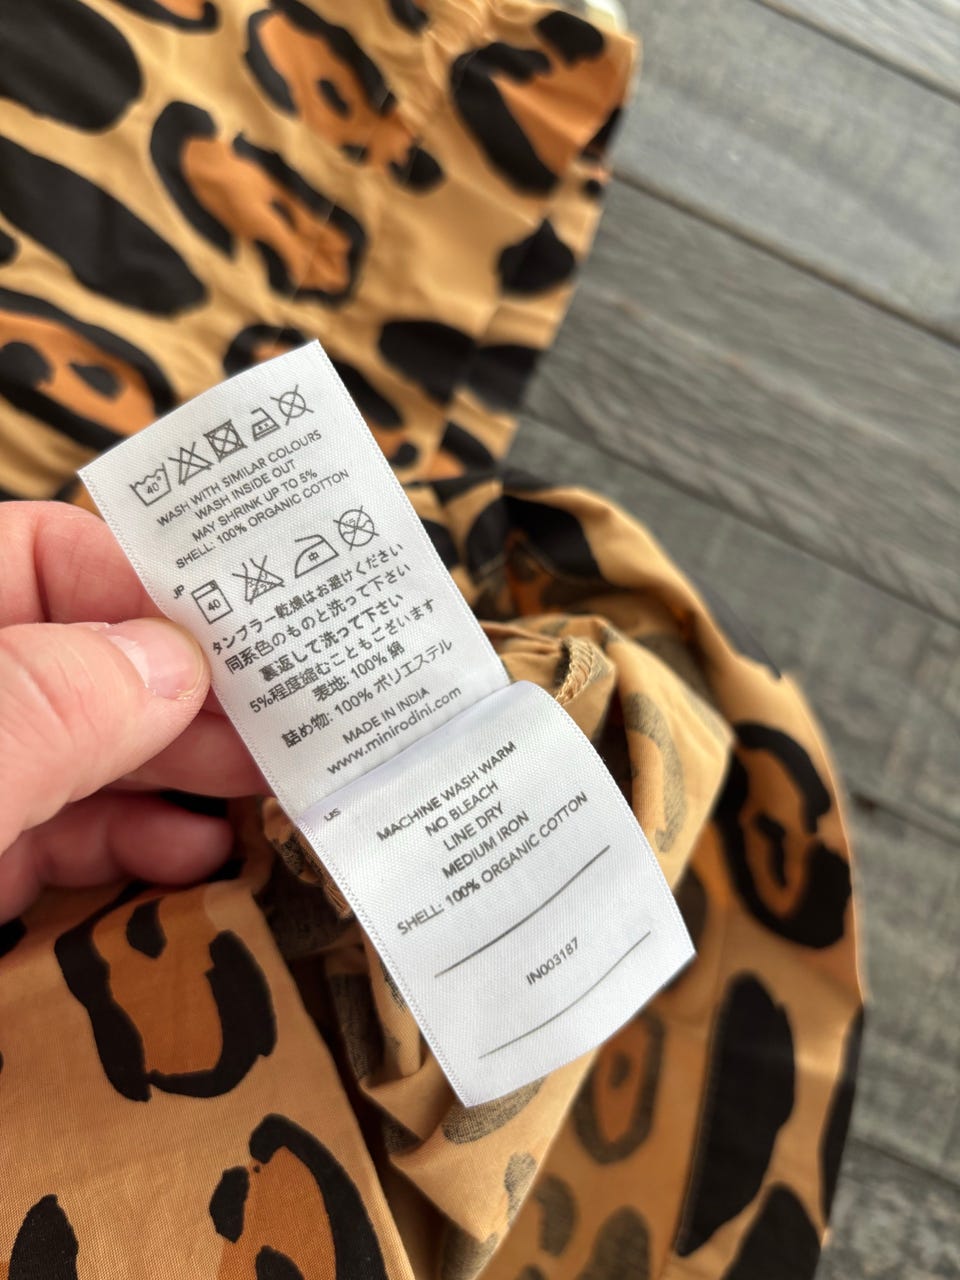 40°
WASH WITH SIMILAR COLOURS
WASH INSIDE OUT
MAY SHRINK UP TO 5%
SHELL: 100% ORGANIC COTTON
JP
40
中
タンブラー乾燥はお避けください
同系色のものと洗って下さい
裏返して洗って下さい
5%程度縮むこともございます
表地: 100% 綿
詰め物: 100% ポリエステル
MADE IN INDIA
www.minirodini.com
US
MACHINE WASH WARM
NO BLEACH
LINE DRY
MEDIUM IRON
SHELL: 100% ORGANIC COTTON
IN003187